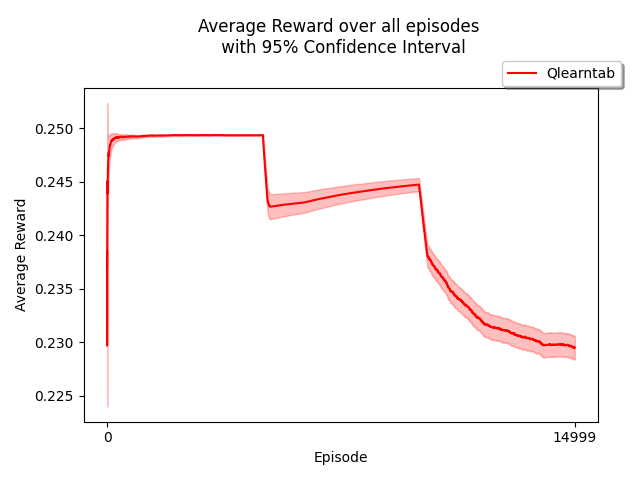 Average Reward over all episodes
with 95% Confidence Interval
Qlearntab
0.250
0.245
0.240
0.235
0.230
0.225
Average Reward
0
14999
Episode